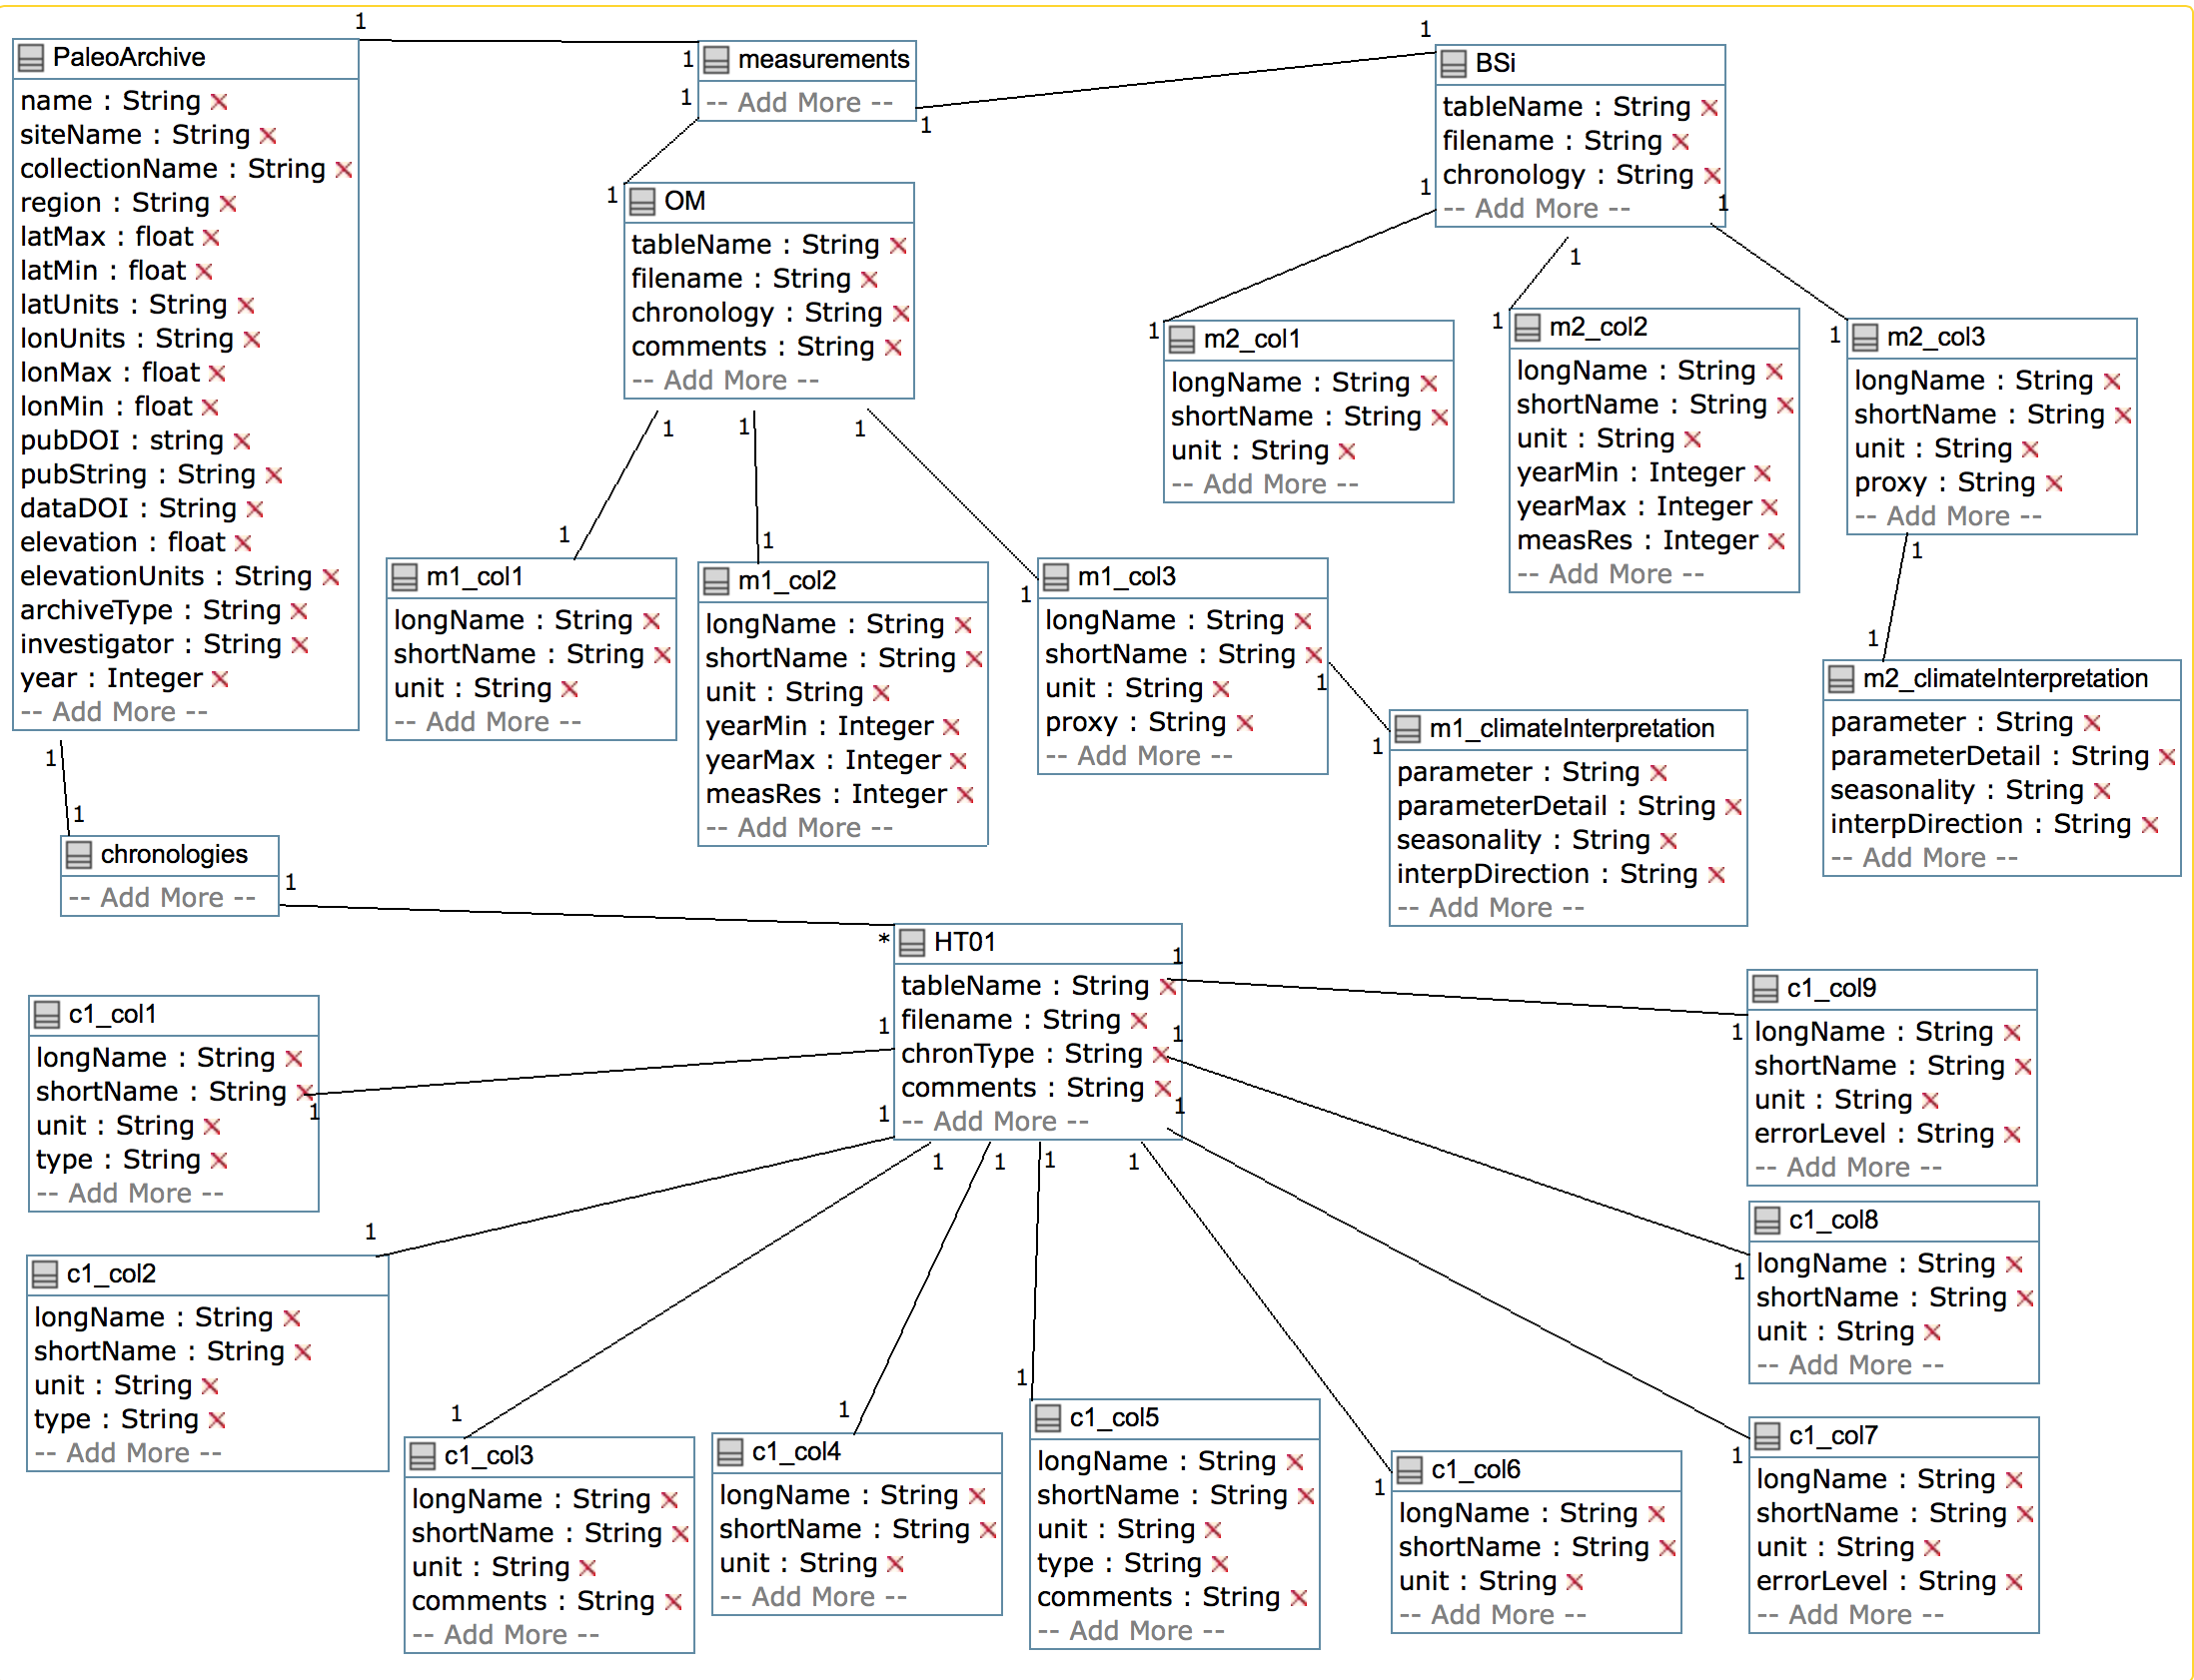 1
PaleoArchive
name : String
siteName : String
collectionName : String
region : String
latMax : float
latMin : float
latUnits : String
lonUnits : String
lonMax : float
lonMin : float
pubDOI : string
pubString : String
dataDOI : String
elevation : float
elevationUnits : String
archiveType : String
investigator : String
year : Integer
-- Add More --
1
1
measurements
-- Add More --
1
1
1
1
BSi
tableName : String
filename : String
chronology : String
-- Add More --
1
1
1
1
OM
tableName : String
filename : String
chronology : String
comments : String
-- Add More --
1
1
1
1
m2_col1
longName : String
shortName : String
unit : String
-- Add More --
1
m2_col2
longName : String
shortName : String
unit : String
yearMin : Integer
yearMax : Integer
measRes : Integer
-- Add More --
1
m2_col3
longName : String
shortName : String
unit : String
proxy : String
-- Add More --
1
1
m1_col1
longName : String
shortName : String
unit : String
-- Add More --
1
m1_col2
longName : String
shortName : String
unit : String
yearMin : Integer
yearMax : Integer
measRes : Integer
-- Add More --
1
m1_col3
longName : String
shortName : String
unit : String
proxy : String
-- Add More --
1
1
m1_climateInterpretation
parameter : String
parameterDetail : String
seasonality : String
interpDirection : String
-- Add More --
1
m2_climateInterpretation
parameter : String
parameterDetail : String
seasonality : String
interpDirection : String
-- Add More --
1
chronologies
-- Add More --
1
*
HT01
tableName : String
filename : String
chronType : String
comments : String
-- Add More --
1
1
1
1
1
1
1
1
1
c1_col1
longName : String
shortName : String
unit : String
type : String
-- Add More --
1
1
c1_col2
longName : String
shortName : String
unit : String
type : String
-- Add More --
1
c1_col3
longName : String
shortName : String
unit : String
comments : String
-- Add More --
1
c1_col4
longName : String
shortName : String
unit : String
-- Add More --
1
c1_col5
longName : String
shortName : String
unit : String
type : String
comments : String
-- Add More --
1
c1_col6
longName : String
shortName : String
unit : String
-- Add More --
1
c1_col9
longName : String
shortName : String
unit : String
errorLevel : String
-- Add More --
1
c1_col8
longName : String
shortName : String
unit : String
-- Add More --
1
c1_col7
longName : String
shortName : String
unit : String
errorLevel : String
-- Add More --